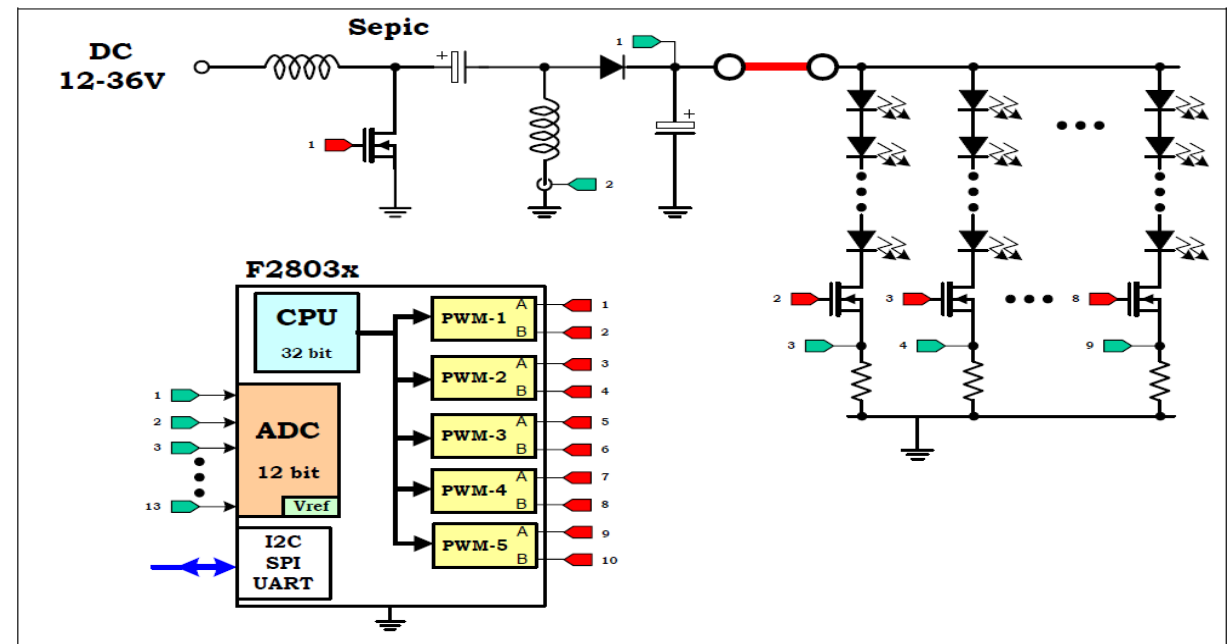 Sepic
DC
12-36V
1
1
2
2
3
8
3
4
9
F2803x
CPU
32 bit
ADC
12 bit
Vref
I2C
SPI
UART
1
2
3
13
PWM-1
A
B
1
2
PWM-2
A
B
3
4
PWM-3
A
B
5
6
PWM-4
A
B
7
8
PWM-5
A
B
9
10
+
+